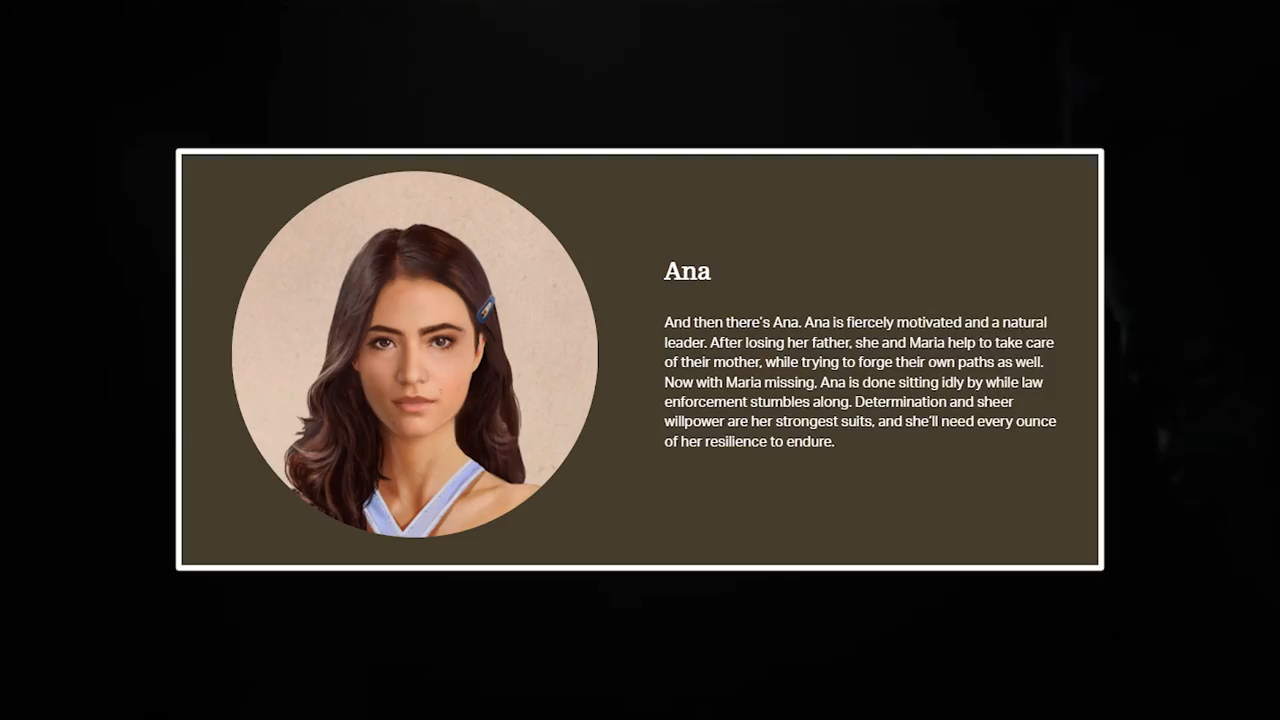 Ana
And then there's Ana. Ana is fiercely motivated and a natural
leader. After losing her father, she and Maria help to take care
of their mother, while trying to forge their own paths as well.
Now with Maria missing, Ana is done sitting idly by while law
enforcement stumbles along. Determination and sheer
willpower are her strongest suits, and she'll need every ounce
of her resilience to endure.